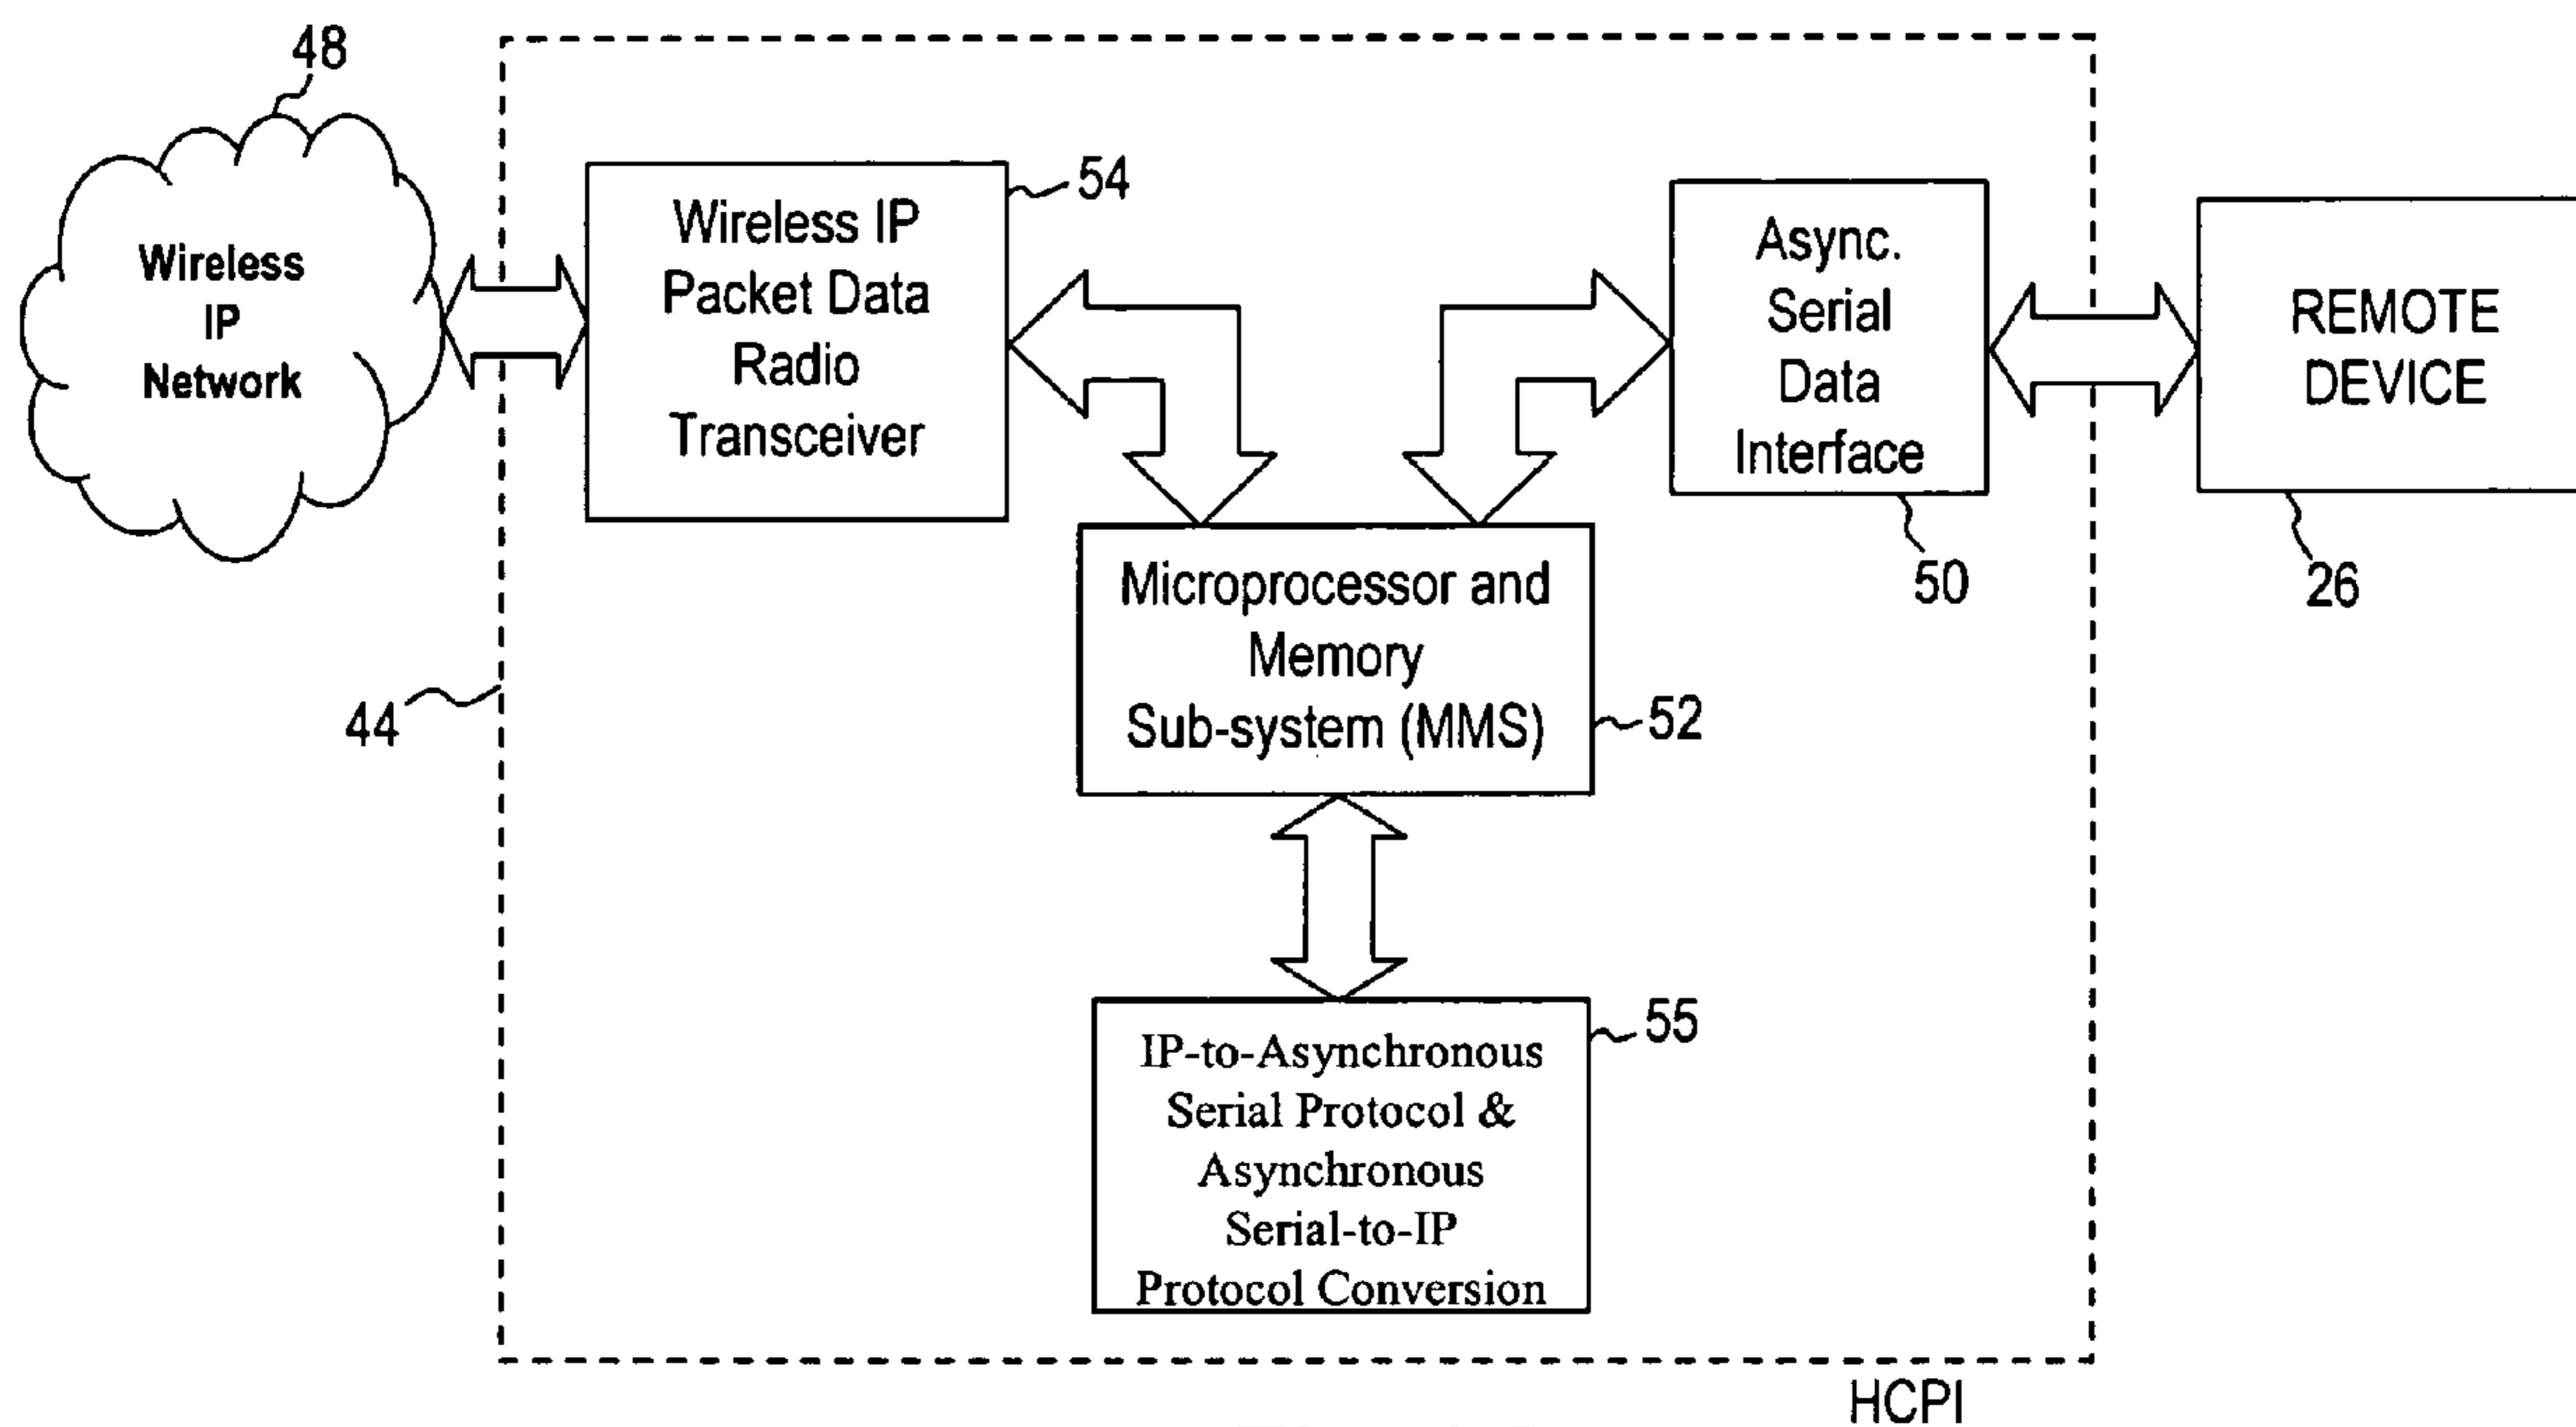 48
Wireless
IP
Network
44
Wireless IP
Packet Data
Radio
Transceiver
54
Async.
Serial
Data
Interface
50
REMOTE
DEVICE
26
Microprocessor and
Memory
Sub-system (MMS)
52
IP-to-Asynchronous
Serial Protocol &
Asynchronous
Serial-to-IP
Protocol Conversion
55
HCPI